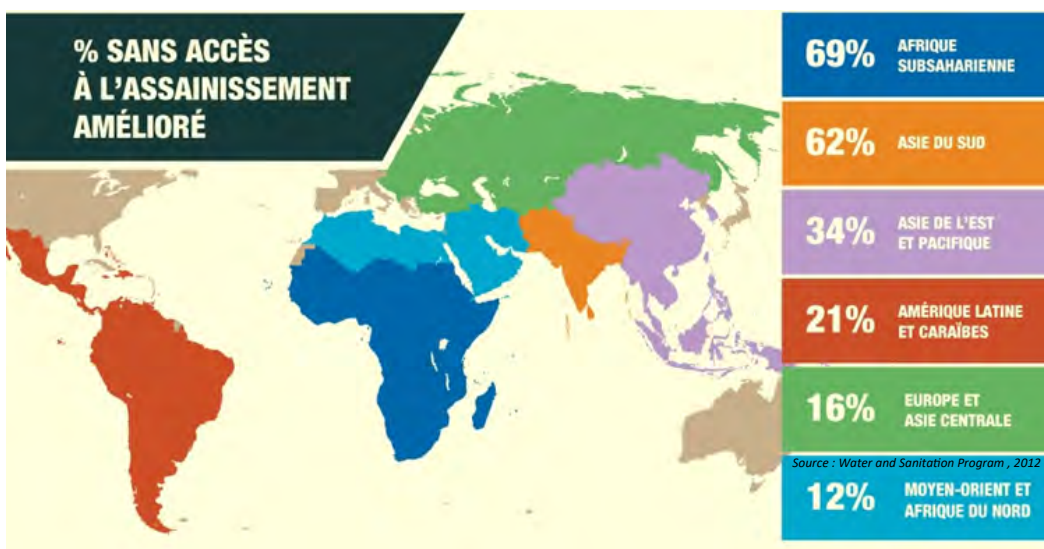 % SANS ACCÈS
À L'ASSAINISSEMENT
AMÉLIORÉ
69% AFRIQUE
SUBSAHARIENNE
62% ASIE DU SUD
34% ASIE DE L'EST
ET PACIFIQUE
21% AMÉRIQUE LATINE
ET CARAÏBES
16% EUROPE ET
ASIE CENTRALE
Source : Water and Sanitation Program , 2012
12% MOYEN-ORIENT ET
AFRIQUE DU NORD